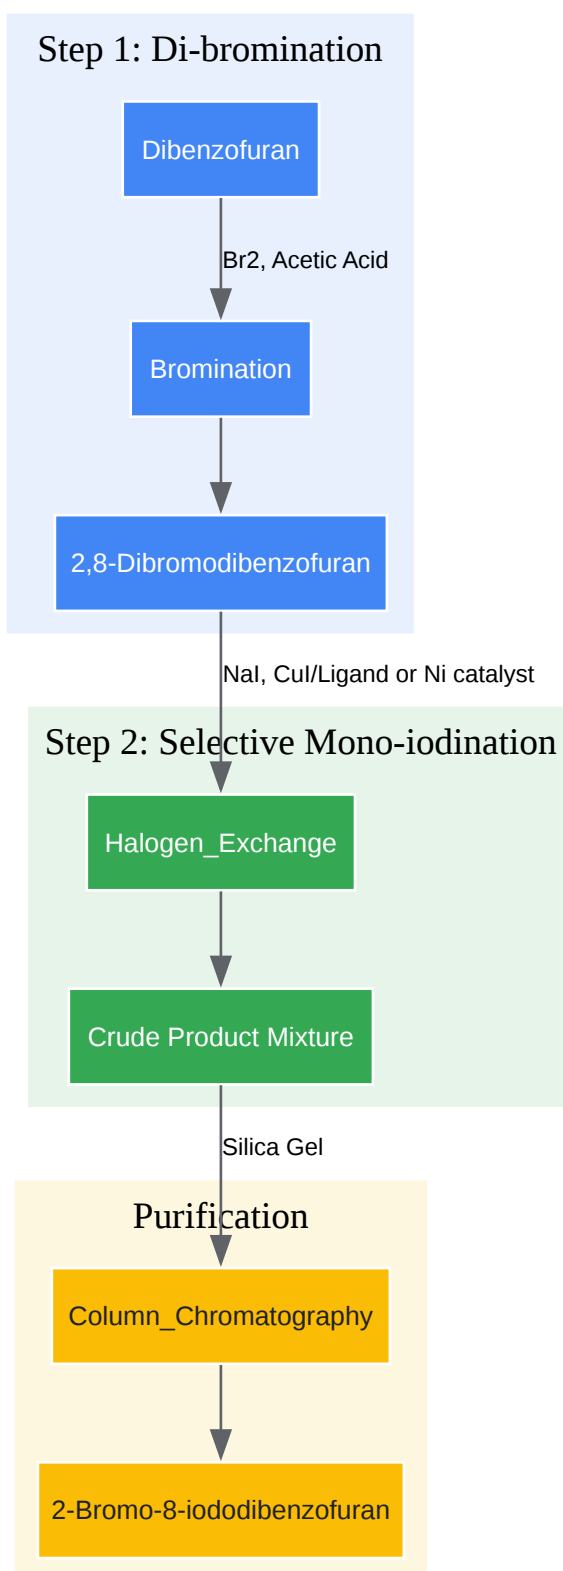 Step 1: Di-bromination
Dibenzofuran
Br2, Acetic Acid
Bromination
2,8-Dibromodibenzofuran
NaI, CuI/Ligand or Ni catalyst
Step 2: Selective Mono-iodination
Halogen_Exchange
Crude Product Mixture
Silica Gel
Purification
Column_Chromatography
2-Bromo-8-iododibenzofuran